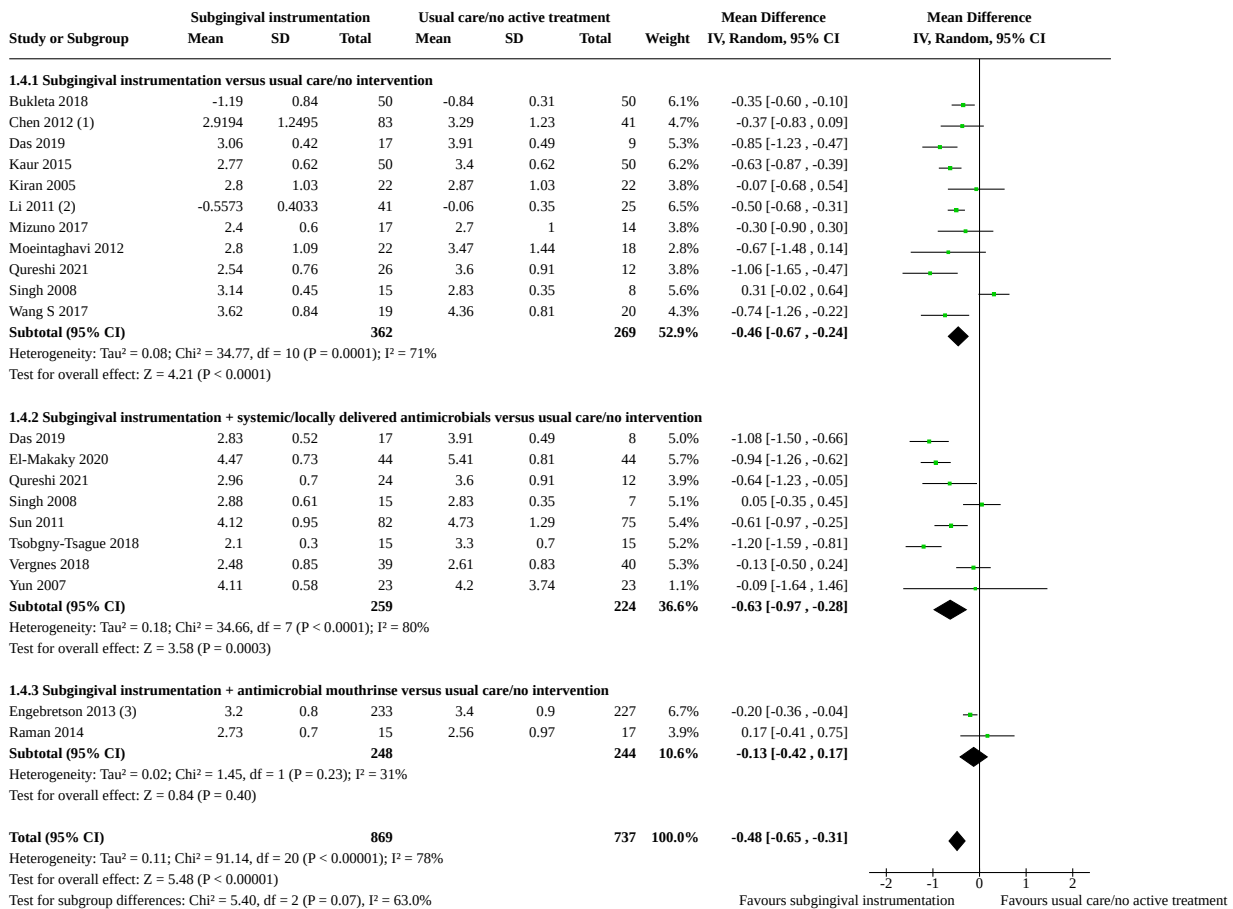 Subgingival instrumentation Usual care/no active treatment Mean Difference Mean Difference
Study or Subgroup Mean SD Total Mean SD Total Weight IV, Random, 95% CI IV, Random, 95% CI
1.4.1 Subgingival instrumentation versus usual care/no intervention
Bukleta 2018 -1.19 0.84 50 -0.84 0.31 50 6.1% -0.35 [-0.60 , -0.10]
Chen 2012 (1) 2.9194 1.2495 83 3.29 1.23 41 4.7% -0.37 [-0.83 , 0.09]
Das 2019 3.06 0.42 17 3.91 0.49 9 5.3% -0.85 [-1.23 , -0.47]
Kaur 2015 2.77 0.62 50 3.4 0.62 50 6.2% -0.63 [-0.87 , -0.39]
Kiran 2005 2.8 1.03 22 2.87 1.03 22 3.8% -0.07 [-0.68 , 0.54]
Li 2011 (2) -0.5573 0.4033 41 -0.06 0.35 25 6.5% -0.50 [-0.68 , -0.31]
Mizuno 2017 2.4 0.6 17 2.7 1 14 3.8% -0.30 [-0.90 , 0.30]
Moeintaghavi 2012 2.8 1.09 22 3.47 1.44 18 2.8% -0.67 [-1.48 , 0.14]
Qureshi 2021 2.54 0.76 26 3.6 0.91 12 3.8% -1.06 [-1.65 , -0.47]
Singh 2008 3.14 0.45 15 2.83 0.35 8 5.6% 0.31 [-0.02 , 0.64]
Wang S 2017 3.62 0.84 19 4.36 0.81 20 4.3% -0.74 [-1.26 , -0.22]
Subtotal (95% CI) 362 269 52.9% -0.46 [-0.67 , -0.24]
Heterogeneity: Tau² = 0.08; Chi² = 34.77, df = 10 (P = 0.0001); I² = 71%
Test for overall effect: Z = 4.21 (P < 0.0001)
1.4.2 Subgingival instrumentation + systemic/locally delivered antimicrobials versus usual care/no intervention
Das 2019 2.83 0.52 17 3.91 0.49 8 5.0% -1.08 [-1.50 , -0.66]
El-Makaky 2020 4.47 0.73 44 5.41 0.81 44 5.7% -0.94 [-1.26 , -0.62]
Qureshi 2021 2.96 0.7 24 3.6 0.91 12 3.8% -0.64 [-1.23 , -0.05]
Singh 2008 2.88 0.61 15 2.83 0.35 7 5.1% 0.05 [-0.35 , 0.45]
Sun 2011 4.12 0.95 82 4.73 1.29 75 5.4% -0.61 [-0.97 , -0.25]
Tsobgny-Tsague 2018 2.1 0.3 15 3.3 0.7 15 5.2% -1.20 [-1.59 , -0.81]
Vergnes 2018 2.48 0.85 39 2.61 0.83 40 5.3% -0.13 [-0.50 , 0.24]
Yun 2007 4.11 0.58 23 4.2 3.74 23 1.1% -0.09 [-1.64 , 1.46]
Subtotal (95% CI) 259 224 36.6% -0.63 [-0.97 , -0.28]
Heterogeneity: Tau² = 0.18; Chi² = 34.66, df = 7 (P < 0.0001); I² = 80%
Test for overall effect: Z = 3.58 (P = 0.0003)
1.4.3 Subgingival instrumentation + antimicrobial mouthrinse versus usual care/no intervention
Engebretson 2013 (3) 3.2 0.8 233 3.4 0.9 227 6.7% -0.20 [-0.36 , -0.04]
Raman 2014 2.73 0.7 15 2.56 0.97 17 3.9% 0.17 [-0.41 , 0.75]
Subtotal (95% CI) 248 244 10.6% -0.13 [-0.42 , 0.17]
Heterogeneity: Tau² = 0.02; Chi² = 1.45, df = 1 (P = 0.23); I² = 31%
Test for overall effect: Z = 0.84 (P = 0.40)
Total (95% CI) 869 737 100.0% -0.48 [-0.65 , -0.31]
Heterogeneity: Tau² = 0.11; Chi² = 91.14, df = 20 (P < 0.00001); I² = 78%
Test for overall effect: Z = 5.48 (P < 0.00001)
-2 -1 0 1 2
Test for subgroup differences: Chi² = 5.40, df = 2 (P = 0.07), I² = 63.0%
Favours subgingival instrumentation Favours usual care/no active treatment